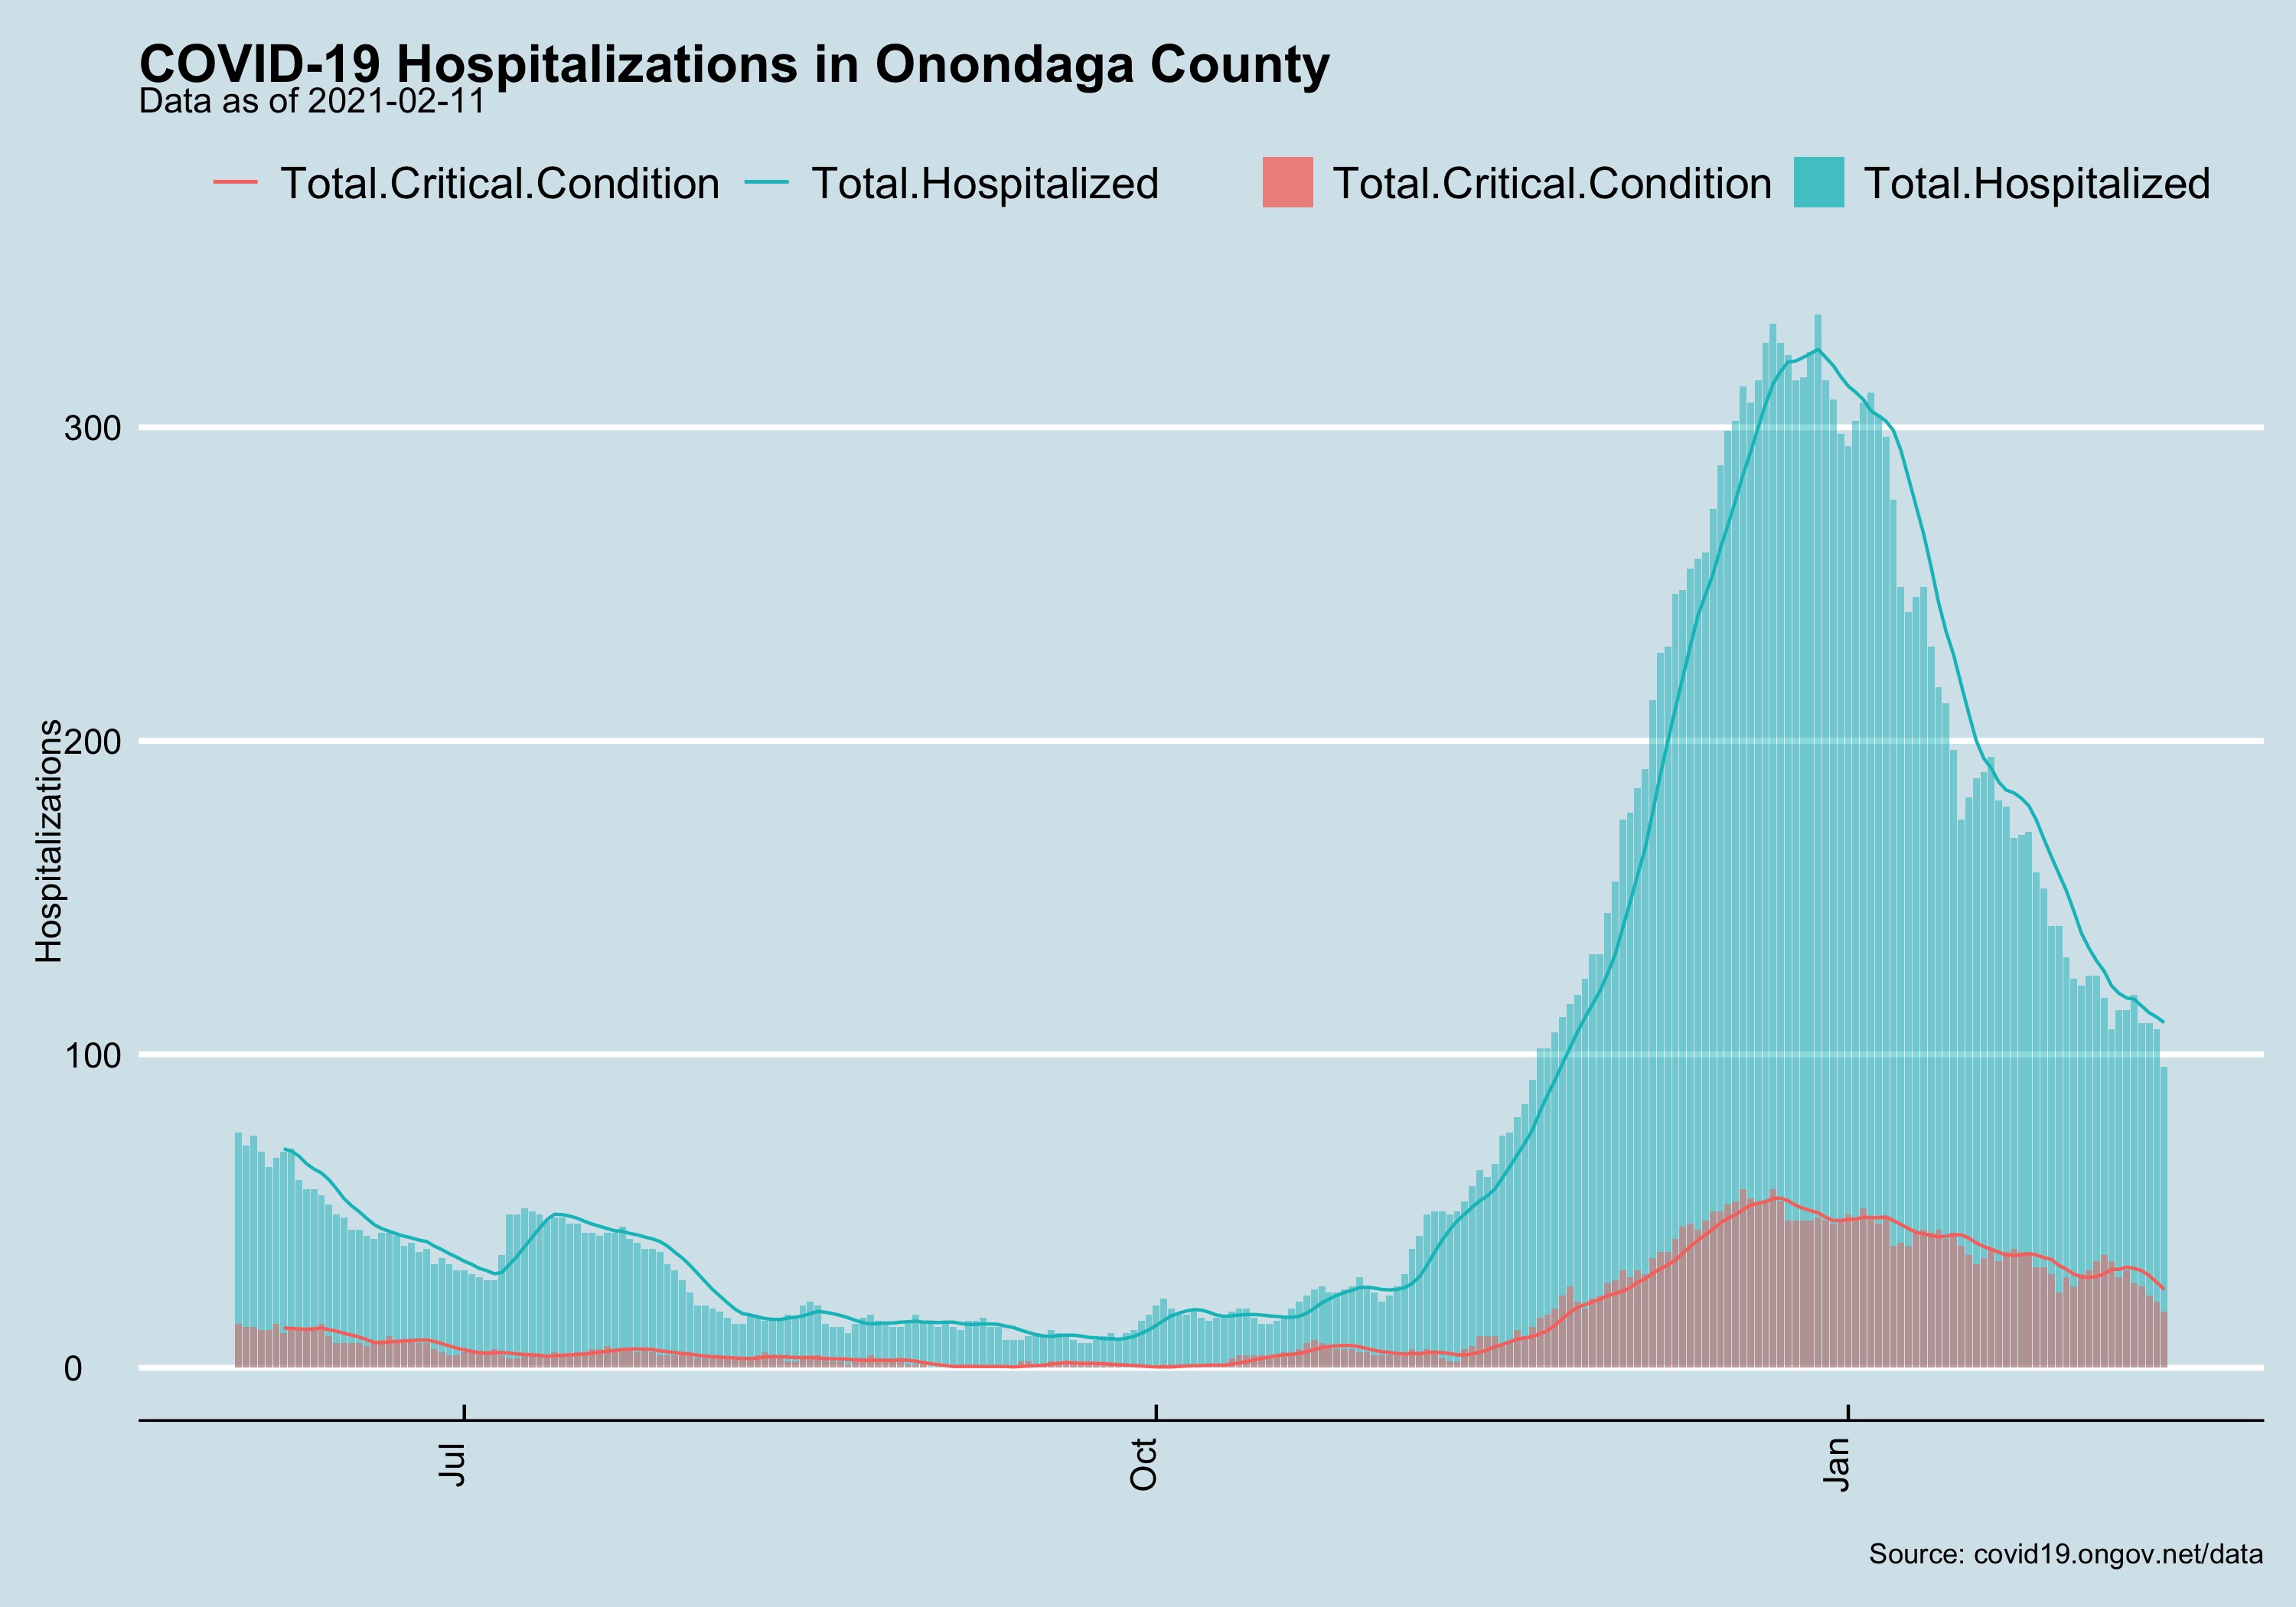 COVID-19 Hospitalizations in Onondaga County
Data as of 2021-02-11
Total.Critical.Condition Total.Hospitalized Total.Critical.Condition Total.Hospitalized
Hospitalizations
300
200
100
0
Jul Oct Jan
Source: covid19.ongov.net/data